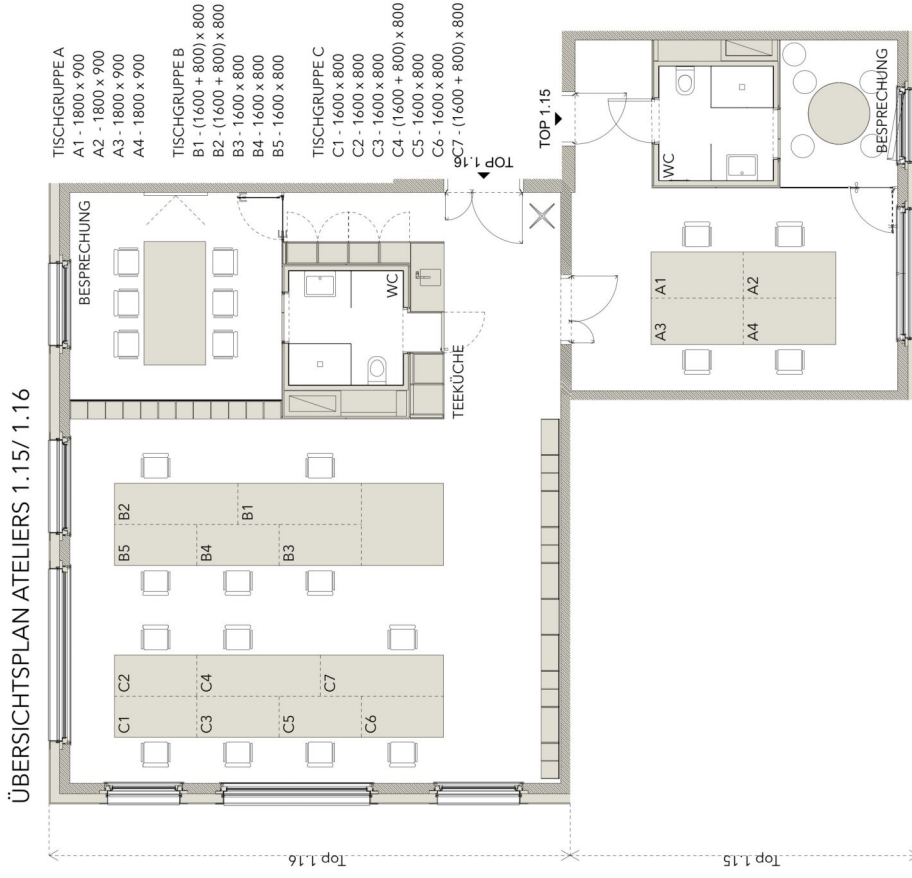 ÜBERSICHTSPLAN ATELIERS 1.15/ 1.16
TISCHGRUPPE A
A1 - 1800 x 900
A2 - 1800 x 900
A3 - 1800 x 900
A4 - 1800 x 900
TISCHGRUPPE B
B1 - (1600 + 800) x 800
B2 - (1600 + 800) x 800
B3 - 1600 x 800
B4 - 1600 x 800
B5 - 1600 x 800
TISCHGRUPPE C
C1 - 1600 x 800
C2 - 1600 x 800
C3 - 1600 x 800
C4 - (1600 + 800) x 800
C5 - 1600 x 800
C6 - 1600 x 800
C7 - (1600 + 800) x 800
BESPRECHUNG
WC
TEEKÜCHE
TOP 1.16
TOP 1.15
C1
C2
C3
C4
C5
C6
C7
B5
B2
B4
B1
B3
WC
BESPRECHUNG
A3
A1
A4
A2
Top 1.16
Top 1.15